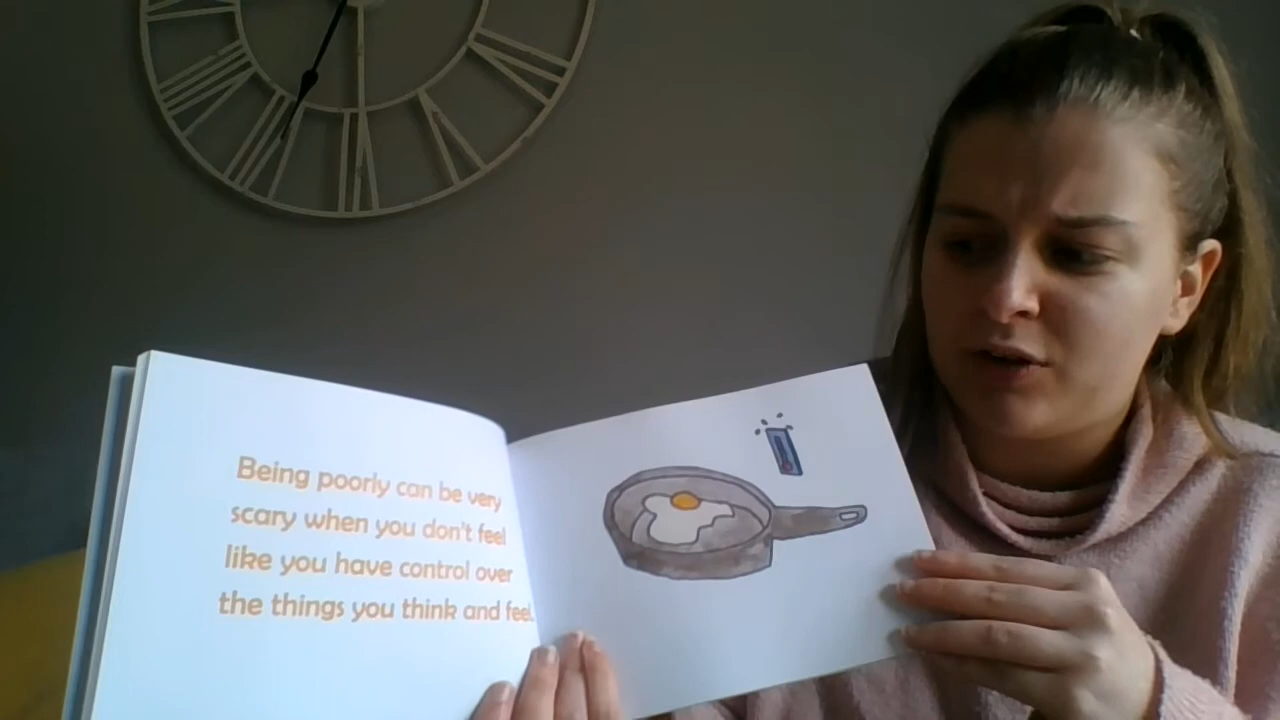 Being poorly can be very
scary when you don't feel
like you have control over
the things you think and feel.